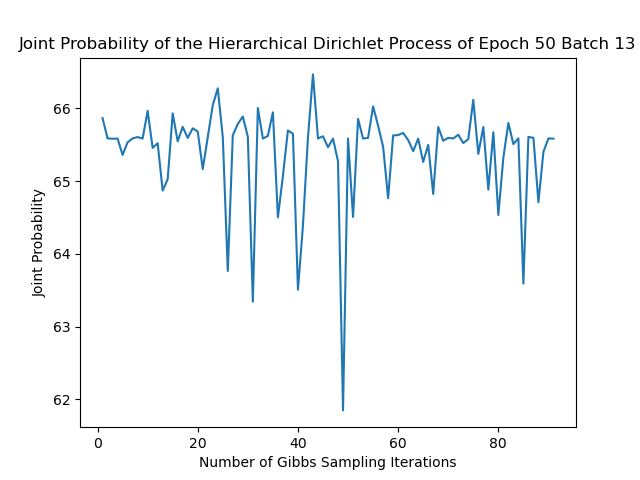 Joint Probability of the Hierarchical Dirichlet Process of Epoch 50 Batch 13
66
65
64
63
62
Joint Probability
0 20 40 60 80
Number of Gibbs Sampling Iterations